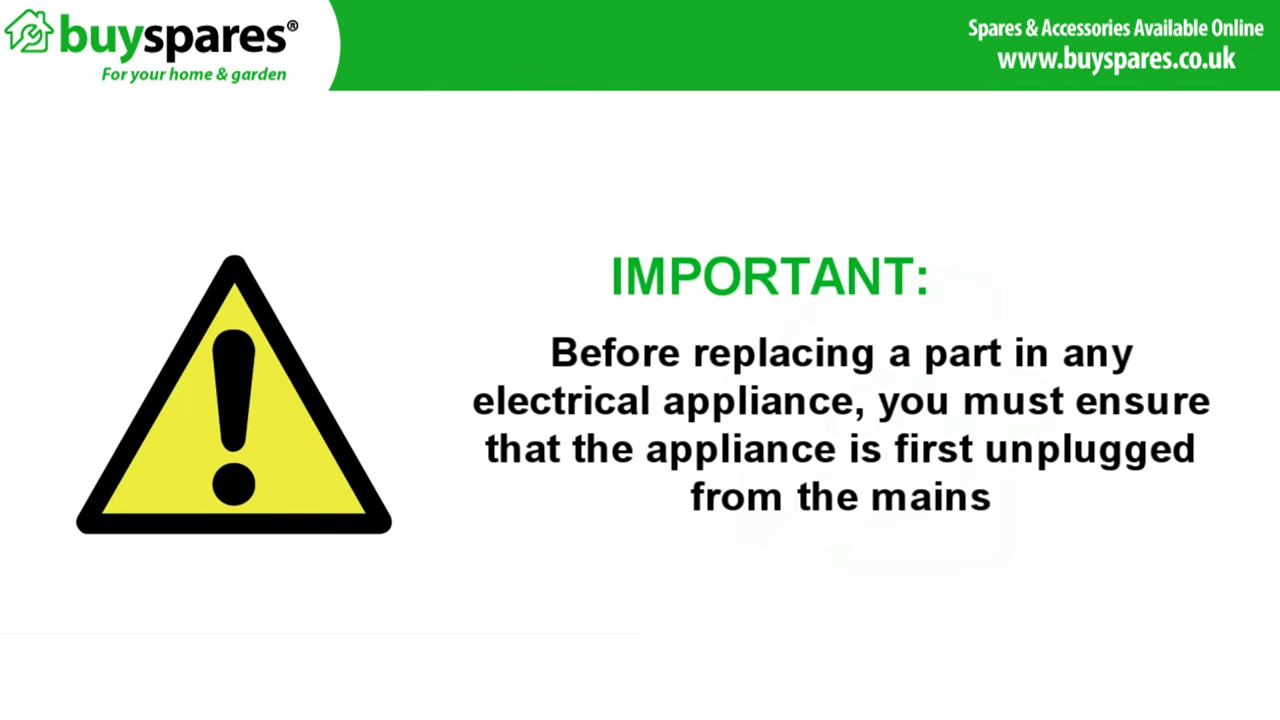 buyspares®
For your home & garden
Spares & Accessories Available Online
www.buyspares.co.uk
IMPORTANT:
Before replacing a part in any
electrical appliance, you must ensure
that the appliance is first unplugged
from the mains